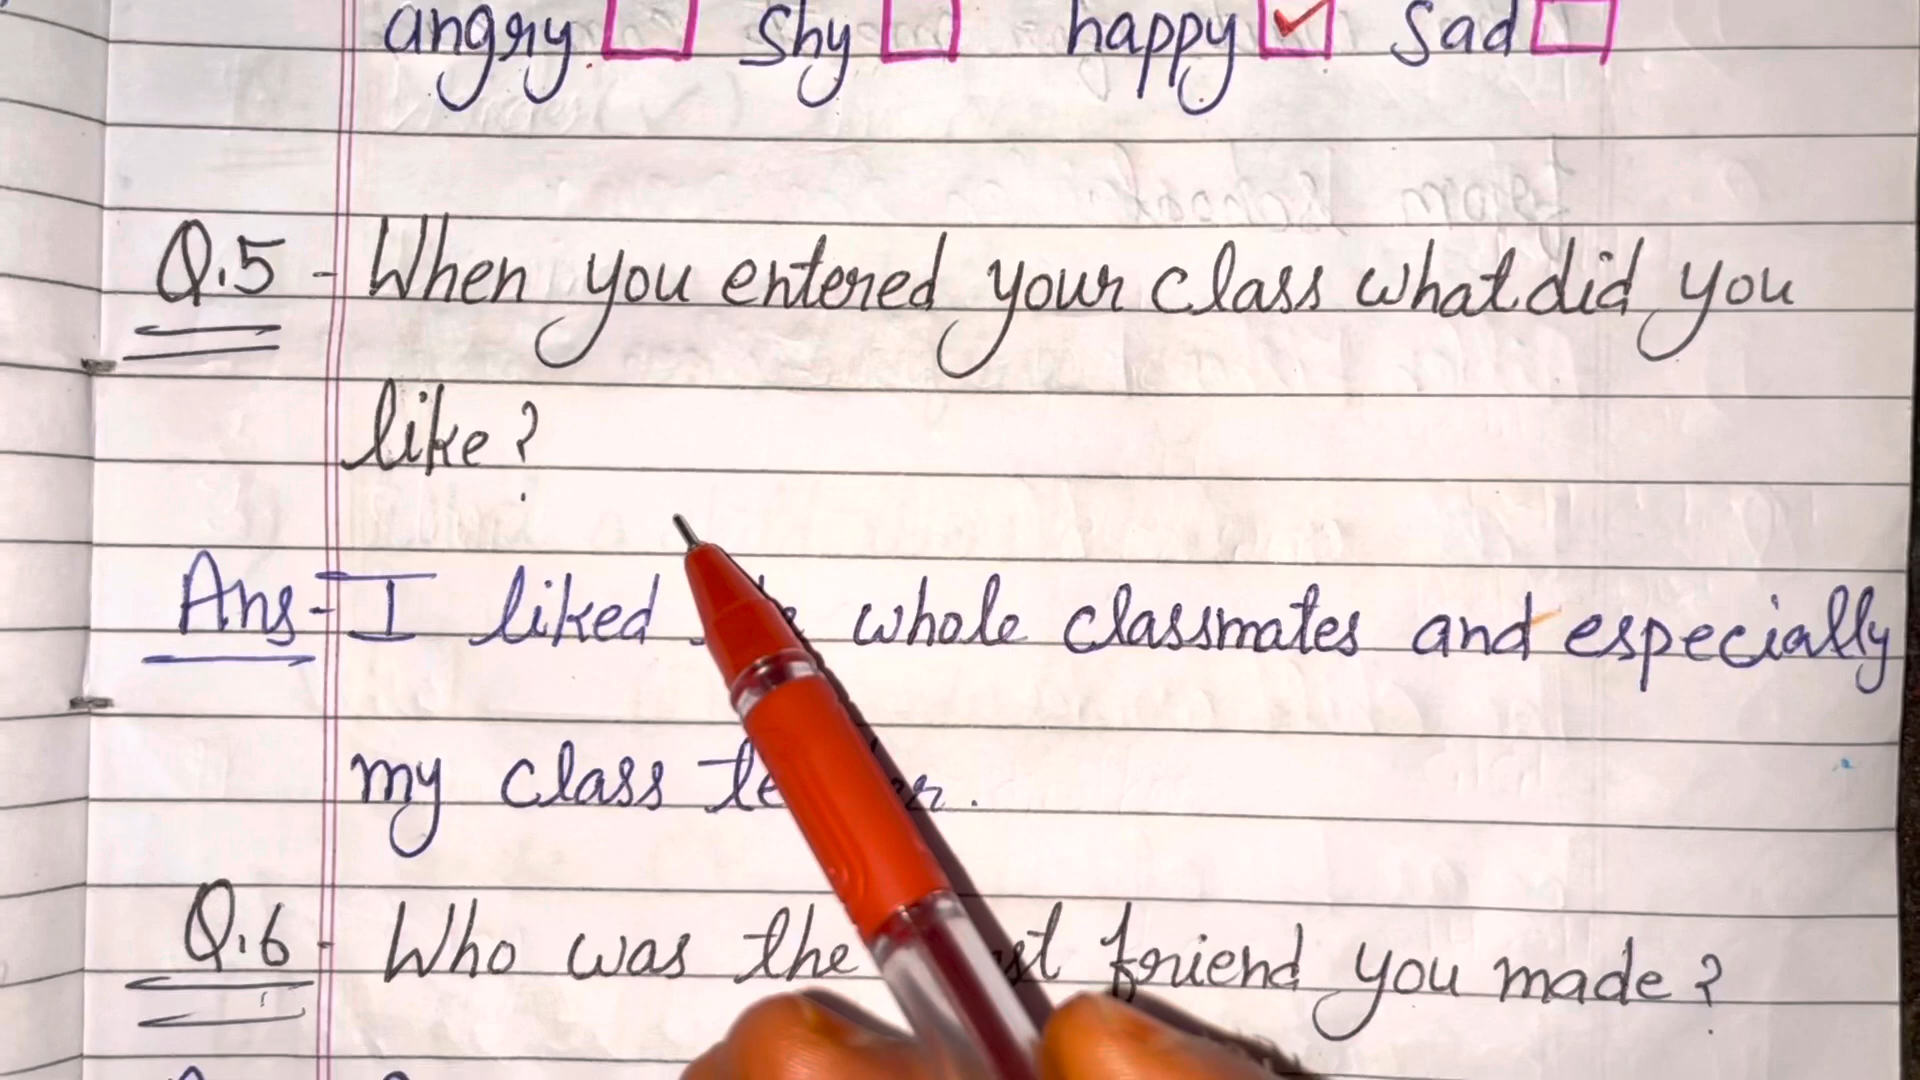 angry shy happy sad
Q.5 - When you entered your class what did you
like?
Ans- I liked whole classmates and especially
my class
Q.6 - Who was the friend you made?